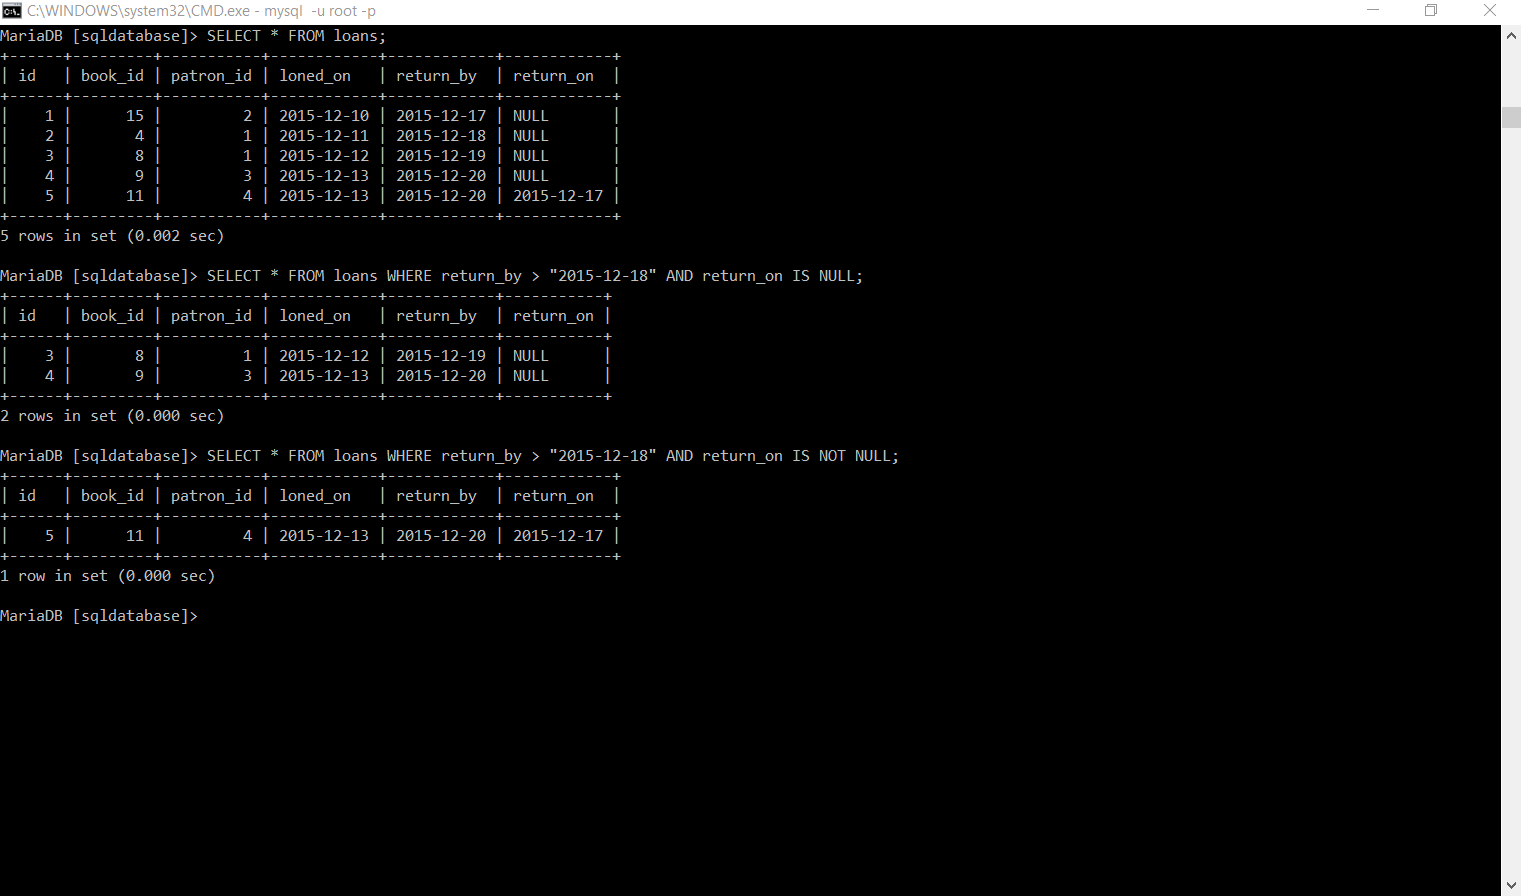 C:\WINDOWS\system32\CMD.exe - mysql  -u root -p
MariaDB [sqldatabase]> SELECT * FROM loans;
+------+---------+-----------+------------+------------+------------+
| id   | book_id | patron_id | loned_on   | return_by  | return_on  |
+------+---------+-----------+------------+------------+------------+
|    1 |      15 |         2 | 2015-12-10 | 2015-12-17 | NULL       |
|    2 |       4 |         1 | 2015-12-11 | 2015-12-18 | NULL       |
|    3 |       8 |         1 | 2015-12-12 | 2015-12-19 | NULL       |
|    4 |       9 |         3 | 2015-12-13 | 2015-12-20 | NULL       |
|    5 |      11 |         4 | 2015-12-13 | 2015-12-20 | 2015-12-17 |
+------+---------+-----------+------------+------------+------------+
5 rows in set (0.002 sec)

MariaDB [sqldatabase]> SELECT * FROM loans WHERE return_by > "2015-12-18" AND return_on IS NULL;
+------+---------+-----------+------------+------------+-----------+
| id   | book_id | patron_id | loned_on   | return_by  | return_on |
+------+---------+-----------+------------+------------+-----------+
|    3 |       8 |         1 | 2015-12-12 | 2015-12-19 | NULL      |
|    4 |       9 |         3 | 2015-12-13 | 2015-12-20 | NULL      |
+------+---------+-----------+------------+------------+-----------+
2 rows in set (0.000 sec)

MariaDB [sqldatabase]> SELECT * FROM loans WHERE return_by > "2015-12-18" AND return_on IS NOT NULL;
+------+---------+-----------+------------+------------+------------+
| id   | book_id | patron_id | loned_on   | return_by  | return_on  |
+------+---------+-----------+------------+------------+------------+
|    5 |      11 |         4 | 2015-12-13 | 2015-12-20 | 2015-12-17 |
+------+---------+-----------+------------+------------+------------+
1 row in set (0.000 sec)

MariaDB [sqldatabase]>